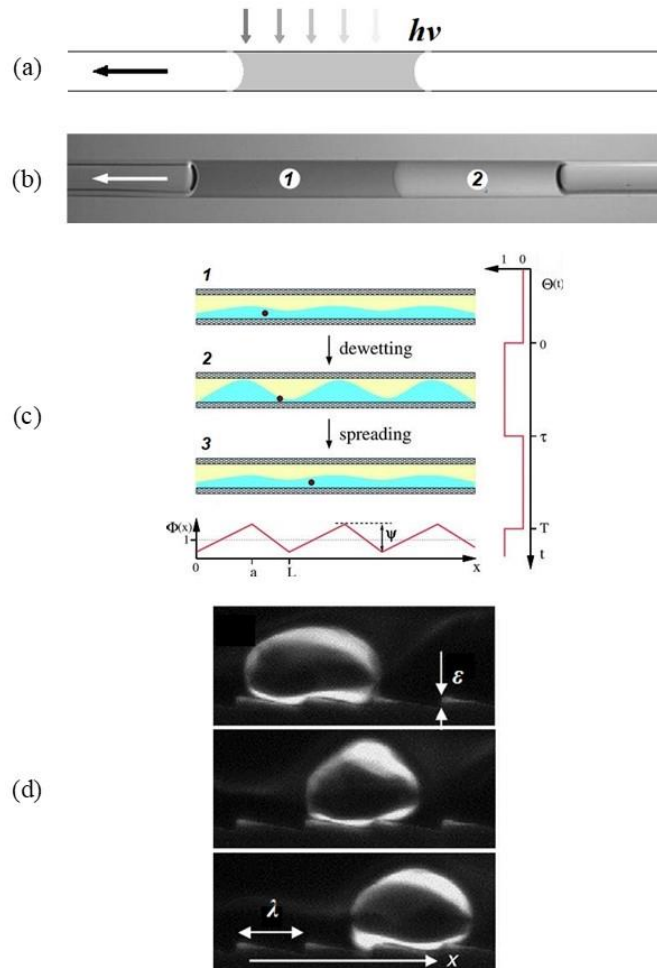 hν
(a)
(b)
1
2
1
1 0
Θ(t)
dewetting
0
2
(c)
spreading
τ
3
Φ(x)
1
ψ
T
0
a
L
x
t
ε
(d)
λ
x